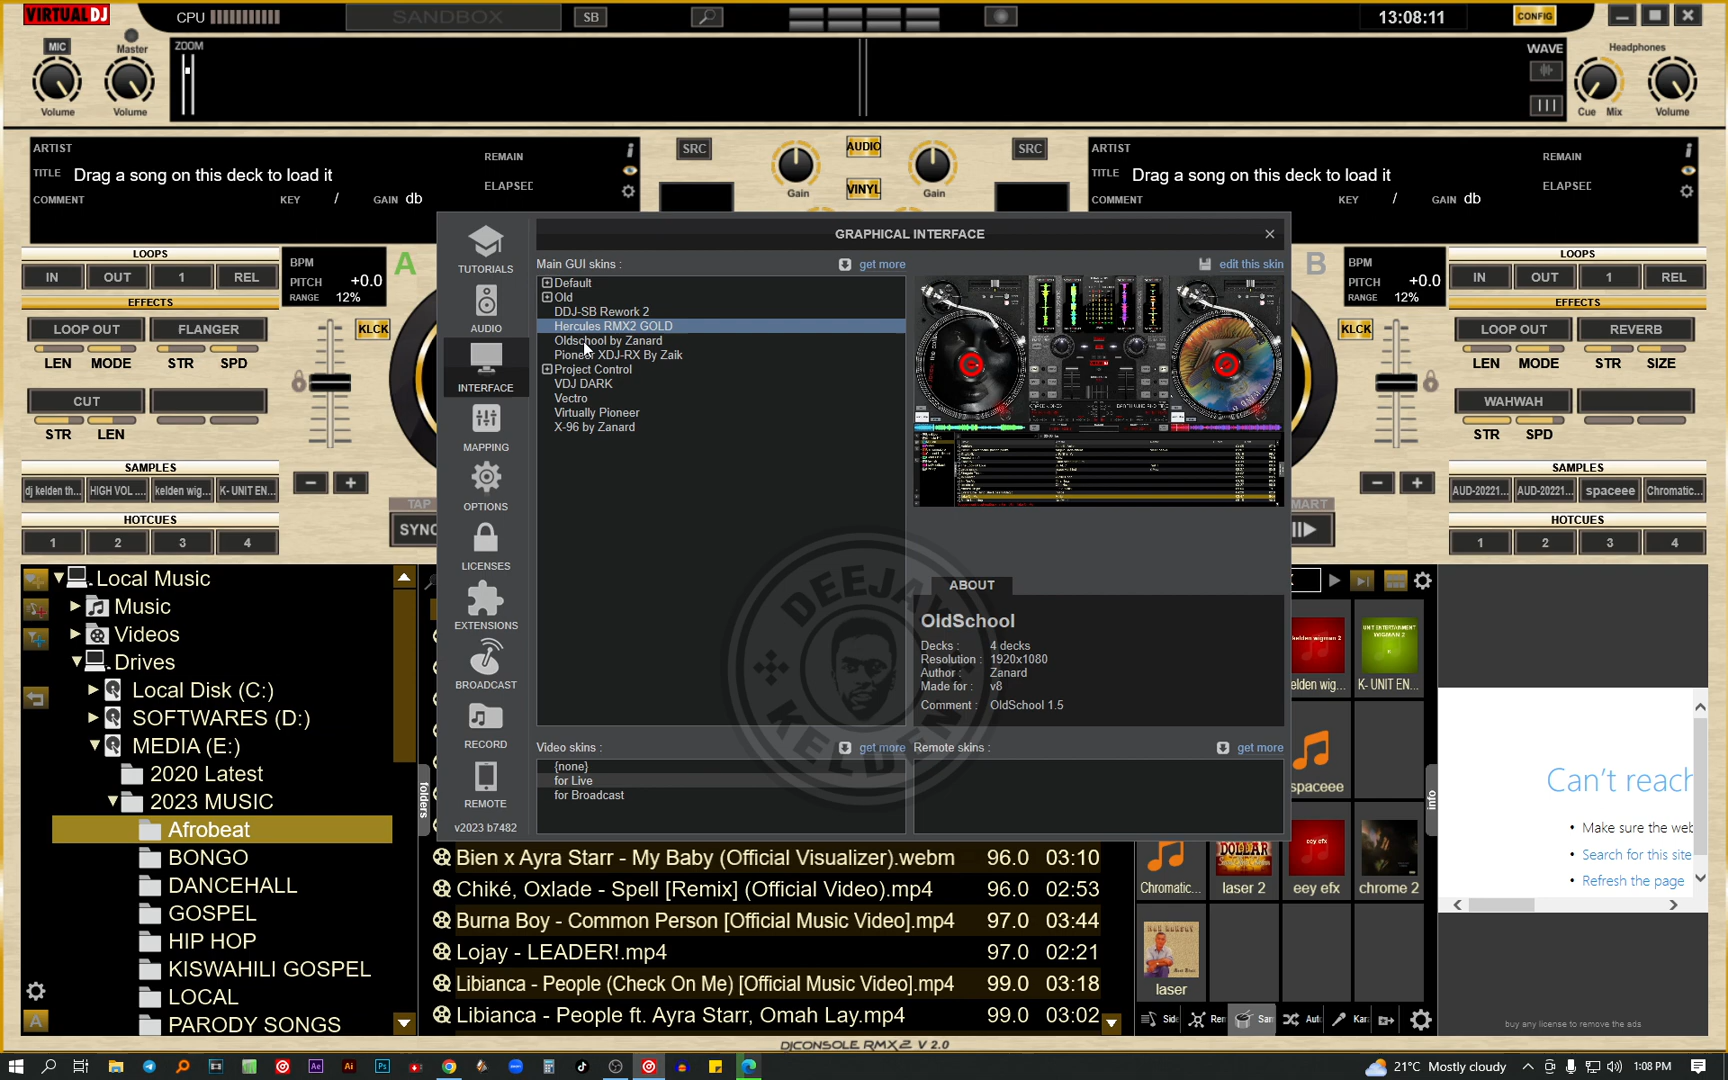 VIRTUAL DJ
CPU
SANDBOX
SB
13:08:11
CONFIG
MIC
Master
ZOOM
WAVE
Headphones
Volume
Volume
Cue
Mix
Volume
ARTIST
TITLE
Drag a song on this deck to load it
COMMENT
KEY
/
GAIN
db
REMAIN
ELAPSED
SRC
Gain
AUDIO
VINYL
Gain
SRC
ARTIST
TITLE
Drag a song on this deck to load it
COMMENT
KEY
/
GAIN
db
REMAIN
ELAPSED
LOOPS
IN
OUT
1
REL
EFFECTS
LOOP OUT
FLANGER
LEN
MODE
STR
SPD
CUT
STR
LEN
SAMPLES
dj kelden th...
HIGH VOL ....
kelden wig...
K- UNIT EN...
HOTCUES
1
2
3
4
BPM
PITCH
+0.0
RANGE
12%
A
KLCK
TAP
SYNC
GRAPHICAL INTERFACE
TUTORIALS
AUDIO
INTERFACE
MAPPING
OPTIONS
LICENSES
EXTENSIONS
BROADCAST
RECORD
REMOTE
v2023 b7482
Main GUI skins :
get more
edit this skin
Default
Old
DDJ-SB Rework 2
Hercules RMX2 GOLD
Oldschool by Zanard
Pioneer XDJ-RX By Zaik
Project Control
VDJ DARK
Vectro
Virtually Pioneer
X-96 by Zanard
ABOUT
OldSchool
Decks :
4 decks
Resolution :
1920x1080
Author :
Zanard
Made for :
v8
Comment :
OldSchool 1.5
DEEJAY
KELDEN
Video skins :
get more
{none}
for Live
for Broadcast
Remote skins :
get more
B
BPM
PITCH
+0.0
RANGE
12%
KLCK
LOOPS
IN
OUT
1
REL
EFFECTS
LOOP OUT
REVERB
LEN
MODE
STR
SIZE
WAHWAH
STR
SPD
SAMPLES
AUD-20221...
AUD-20221...
spaceee
Chromatic...
HOTCUES
1
2
3
4
Local Music
Music
Videos
Drives
Local Disk (C:)
SOFTWARES (D:)
MEDIA (E:)
2020 Latest
2023 MUSIC
Afrobeat
BONGO
DANCEHALL
GOSPEL
HIP HOP
KISWAHILI GOSPEL
LOCAL
PARODY SONGS
folders
Bien x Ayra Starr - My Baby (Official Visualizer).webm
96.0
03:10
Chiké, Oxlade - Spell [Remix] (Official Video).mp4
96.0
02:53
Burna Boy - Common Person [Official Music Video].mp4
97.0
03:44
Lojay - LEADER!.mp4
97.0
02:21
Libianca - People (Check On Me) [Official Music Video].mp4
99.0
03:18
Libianca - People ft. Ayra Starr, Omah Lay.mp4
99.0
03:02
kelden wigman 2
elden wig...
UNIT ENTERTAINMENT
WIGMAN 2
K- UNIT EN...
spaceee
Chromatic...
DOLLAR
laser 2
eey efx
eey efx
chrome 2
laser
info
Can't reach
Make sure the web
Search for this site
Refresh the page
buy any license to remove the ads
DJCONSOLE RMX2 V 2.0
21°C
Mostly cloudy
1:08 PM